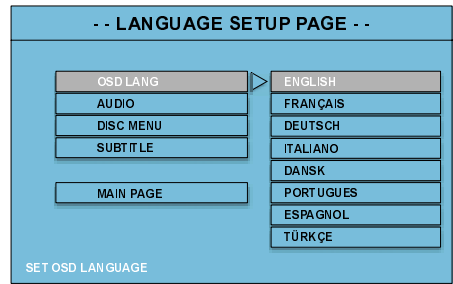 - - LANGUAGE SETUP PAGE - -
OSD LANG
AUDIO
DISC MENU
SUBTITLE
MAIN PAGE
ENGLISH
FRANÇAIS
DEUTSCH
ITALIANO
DANSK
PORTUGUES
ESPAGNOL
TÜRKÇE
SET OSD LANGUAGE